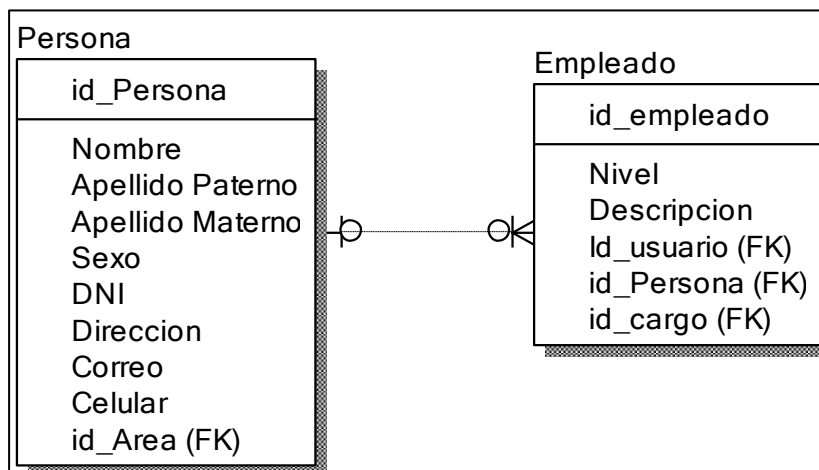 Persona
id_Persona
Nombre
Apellido Paterno
Apellido Materno
Sexo
DNI
Direccion
Correo
Celular
id_Area (FK)
Empleado
id_empleado
Nivel
Descripcion
Id_usuario (FK)
id_Persona (FK)
id_cargo (FK)